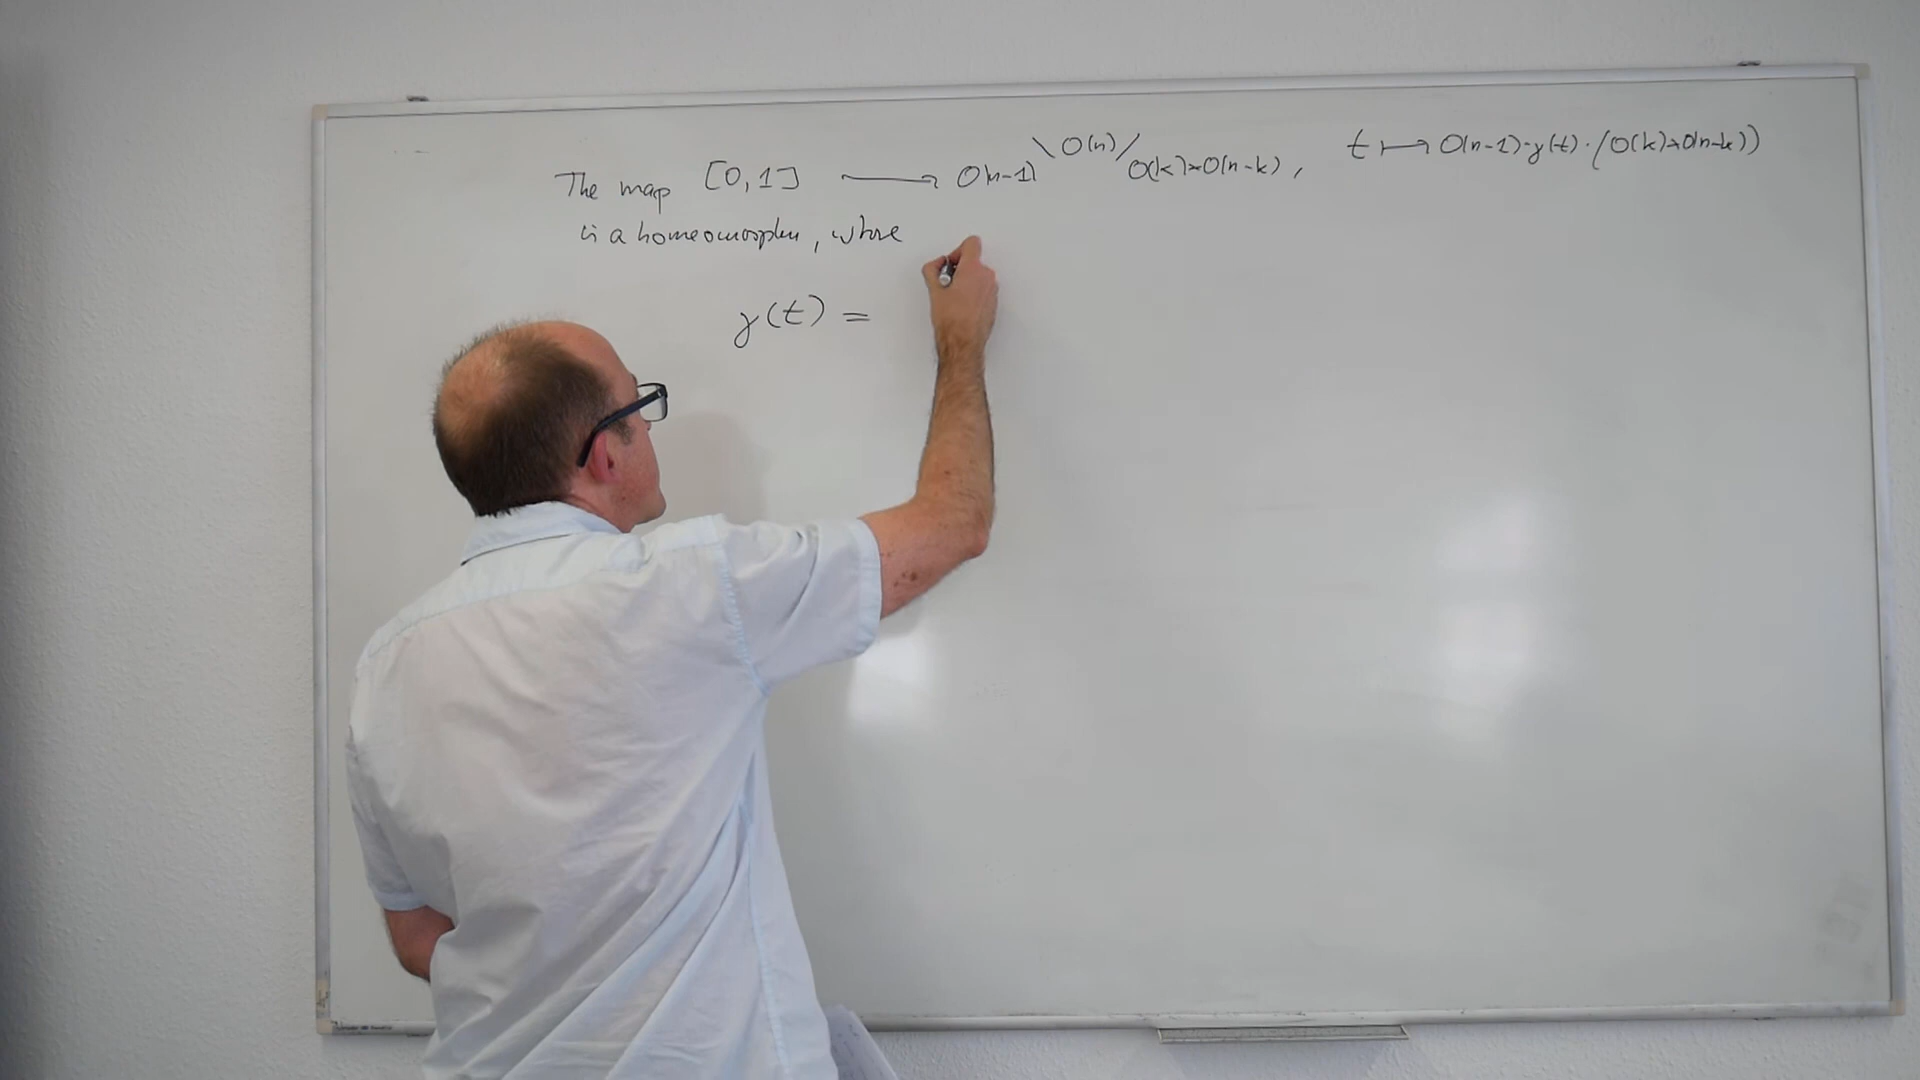 The map [0,1] ⟶ O(n-1)\O(n)/O(k)×O(n-k), t ⟼ O(n-1)·γ(t)·(O(k)×O(n-k))
is a homeomorphism, where
γ(t) =